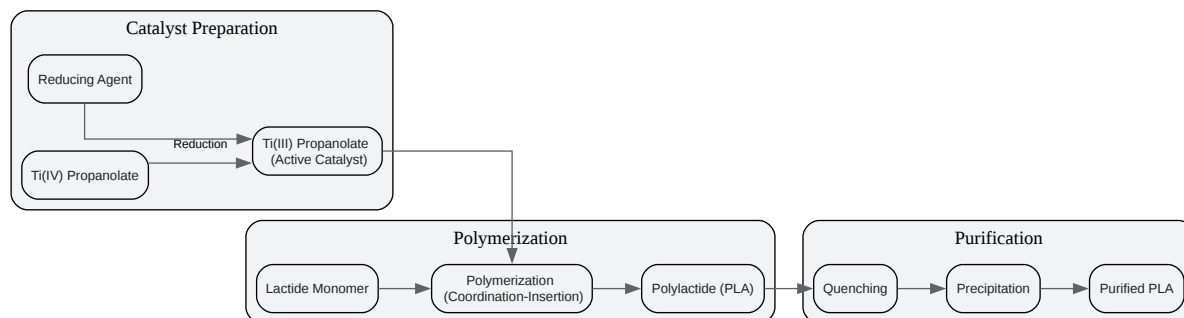 Catalyst Preparation
Reducing Agent
Reduction
Ti(III) Propanolate
(Active Catalyst)
Ti(IV) Propanolate
Polymerization
Lactide Monomer
Polymerization
(Coordination-Insertion)
Polylactide (PLA)
Purification
Quenching
Precipitation
Purified PLA